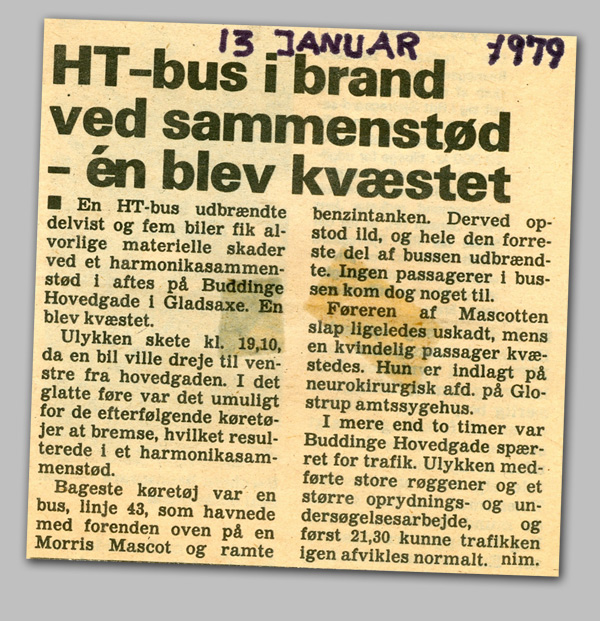 13 JANUAR 1979
HT-bus i brand
ved sammenstød
– én blev kvæstet
■ En HT-bus udbrændte
delvist og fem biler fik al-
vorlige materielle skader
ved et harmonikasammen-
stød i aftes på Buddinge
Hovedgade i Gladsaxe. En
blev kvæstet.
Ulykken skete kl. 19,10,
da en bil ville dreje til ven-
stre fra hovedgaden. I det
glatte føre var det umuligt
for de efterfølgende køretø-
jer at bremse, hvilket resul-
terede i et harmonikasam-
menstød.
Bageste køretøj var en
bus, linje 43, som havnede
med forenden oven på en
Morris Mascot og ramte
benzintanken. Derved op-
stod ild, og hele den forre-
ste del af bussen udbrænd-
te. Ingen passagerer i bus-
sen kom dog noget til.
Føreren af Mascotten
slap ligeledes uskadt, mens
en kvindelig passager kvæ-
stedes. Hun er indlagt på
neurokirurgisk afd. på Glo-
strup amtssygehus.
I mere end to timer var
Buddinge Hovedgade spær-
ret for trafik. Ulykken med-
førte store røggener og et
større oprydnings- og un-
dersøgelsesarbejde, og
først 21,30 kunne trafikken
igen afvikles normalt. nim.